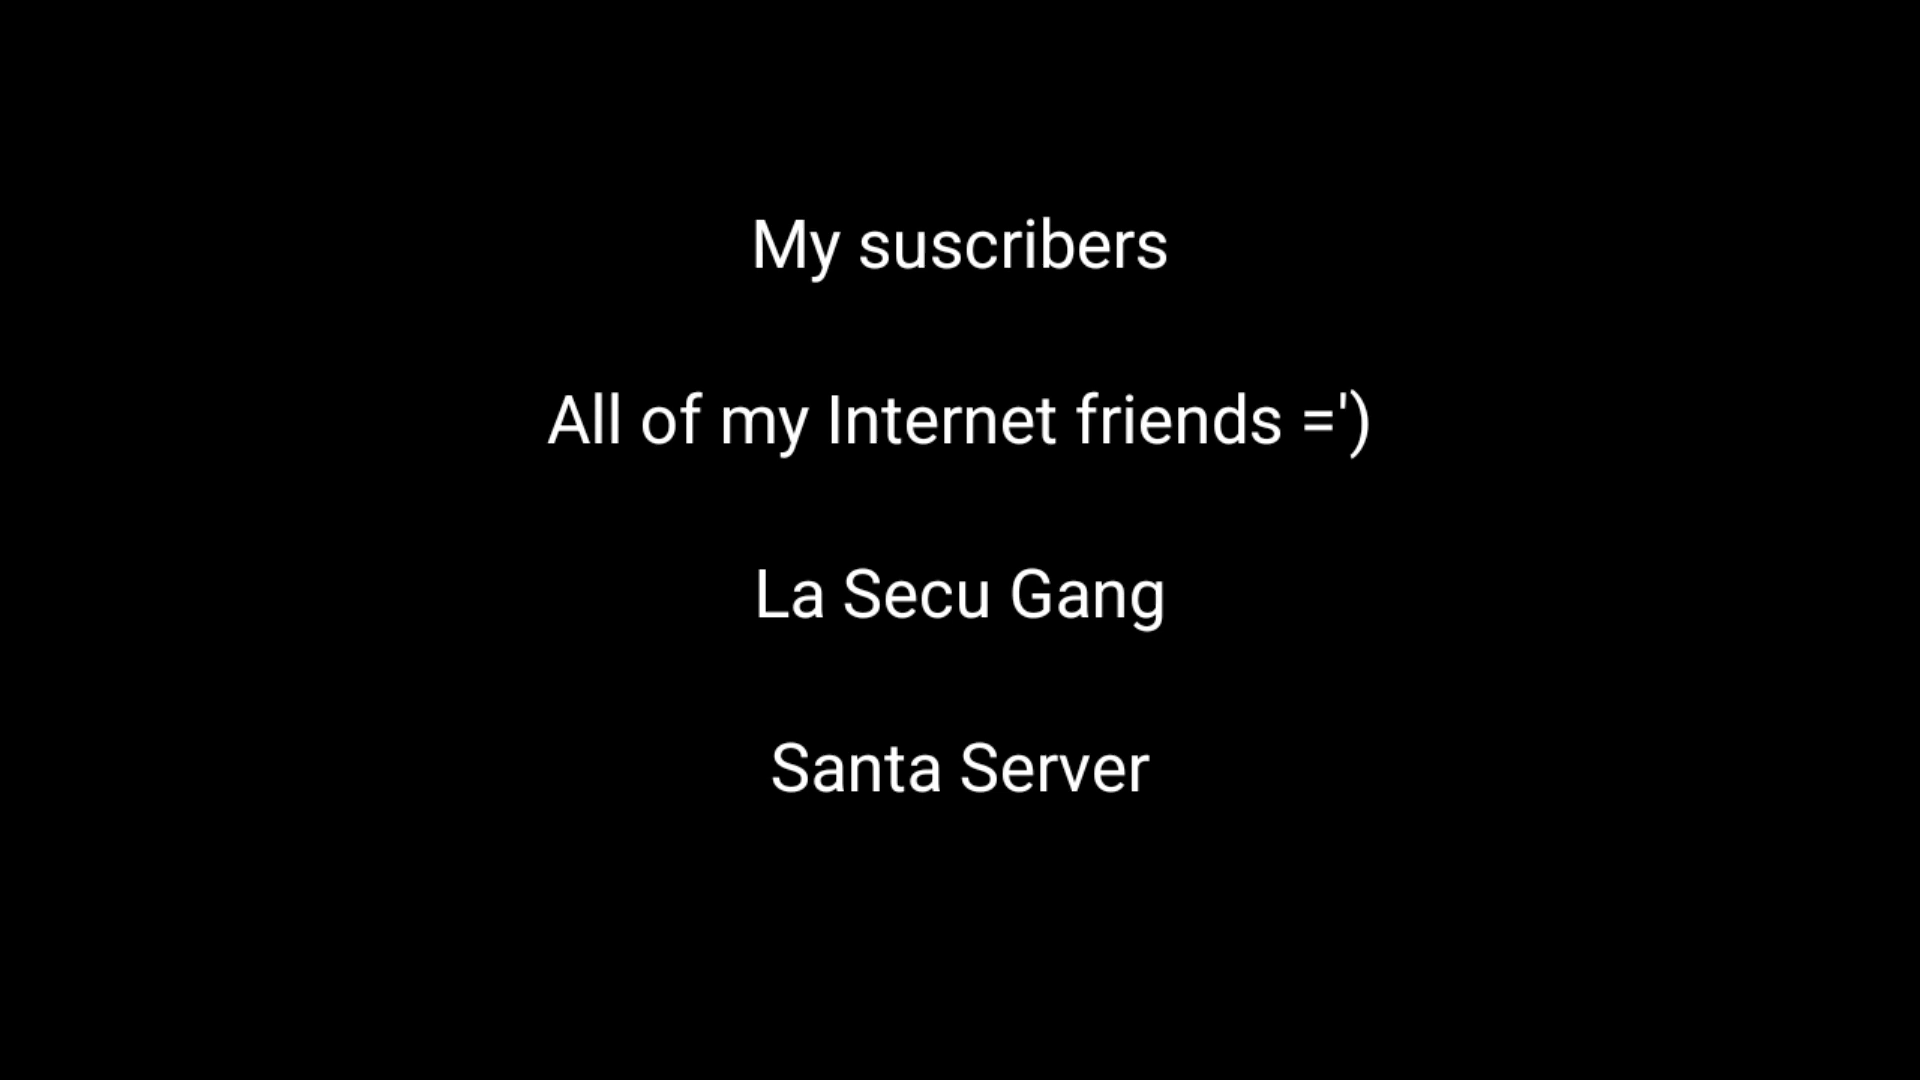 My suscribers
All of my Internet friends =')
La Secu Gang
Santa Server